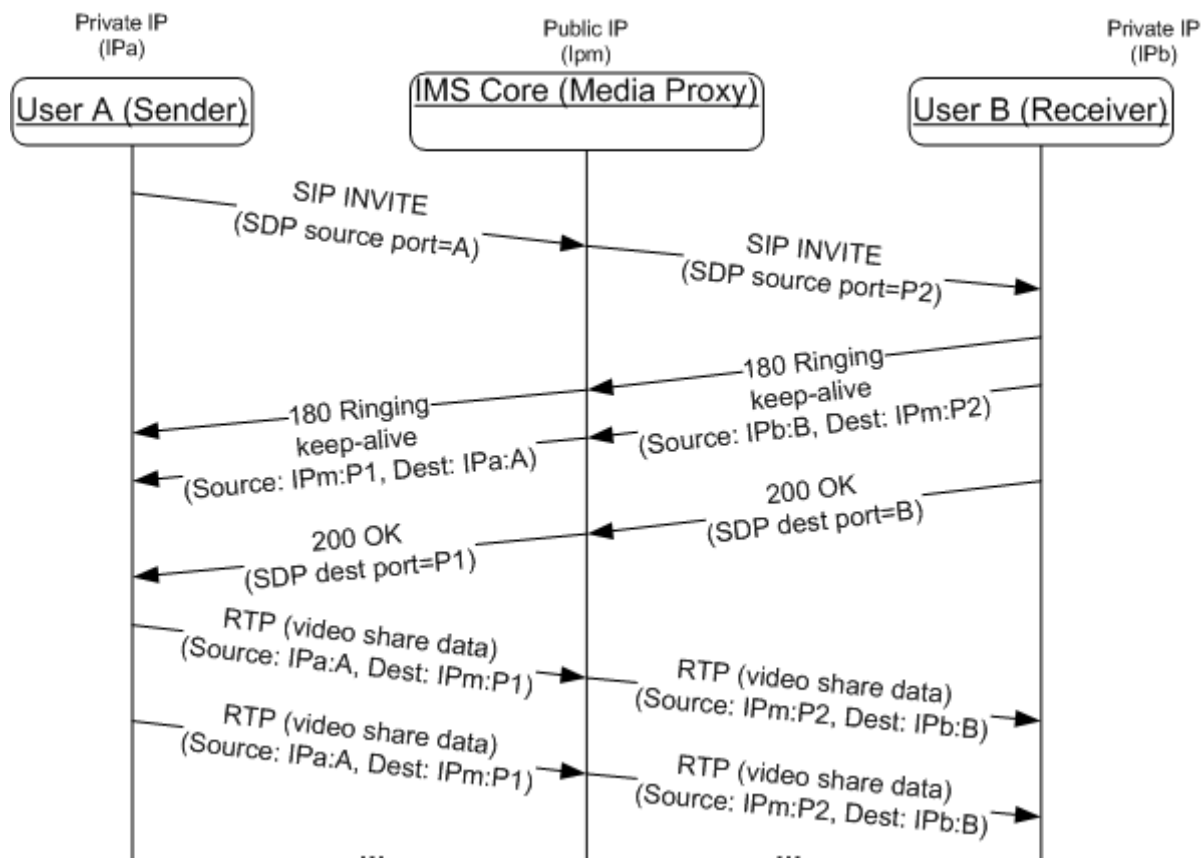 Private IP
(IPa)
Public IP
(Ipm)
Private IP
(IPb)
User A (Sender)
IMS Core (Media Proxy)
User B (Receiver)
SIP INVITE
(SDP source port=A)
SIP INVITE
(SDP source port=P2)
180 Ringing
keep-alive
(Source: IPb:B, Dest: IPm:P2)
180 Ringing
keep-alive
(Source: IPm:P1, Dest: IPa:A)
200 OK
(SDP dest port=B)
200 OK
(SDP dest port=P1)
RTP (video share data)
(Source: IPa:A, Dest: IPm:P1)
RTP (video share data)
(Source: IPm:P2, Dest: IPb:B)
RTP (video share data)
(Source: IPa:A, Dest: IPm:P1)
RTP (video share data)
(Source: IPm:P2, Dest: IPb:B)
...
...